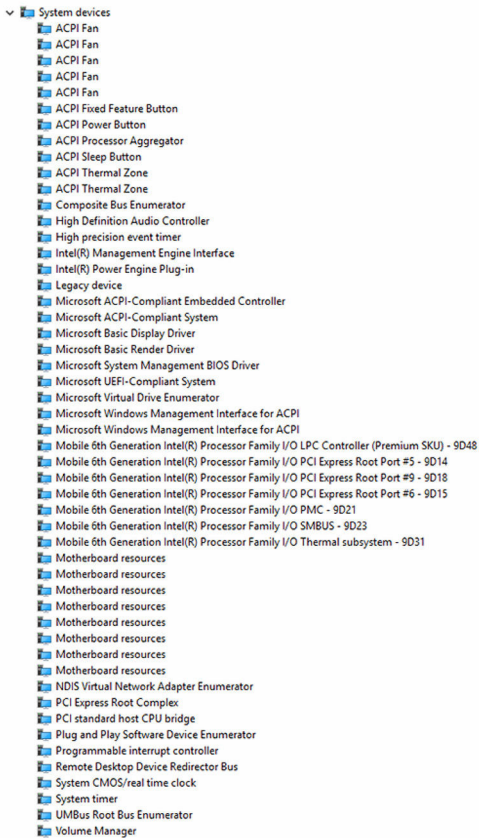 System devices
ACPI Fan
ACPI Fan
ACPI Fan
ACPI Fan
ACPI Fan
ACPI Fixed Feature Button
ACPI Power Button
ACPI Processor Aggregator
ACPI Sleep Button
ACPI Thermal Zone
ACPI Thermal Zone
Composite Bus Enumerator
High Definition Audio Controller
High precision event timer
Intel(R) Management Engine Interface
Intel(R) Power Engine Plug-in
Legacy device
Microsoft ACPI-Compliant Embedded Controller
Microsoft ACPI-Compliant System
Microsoft Basic Display Driver
Microsoft Basic Render Driver
Microsoft System Management BIOS Driver
Microsoft UEFI-Compliant System
Microsoft Virtual Drive Enumerator
Microsoft Windows Management Interface for ACPI
Microsoft Windows Management Interface for ACPI
Mobile 6th Generation Intel(R) Processor Family I/O LPC Controller (Premium SKU) - 9D48
Mobile 6th Generation Intel(R) Processor Family I/O PCI Express Root Port #5 - 9D14
Mobile 6th Generation Intel(R) Processor Family I/O PCI Express Root Port #9 - 9D18
Mobile 6th Generation Intel(R) Processor Family I/O PCI Express Root Port #6 - 9D15
Mobile 6th Generation Intel(R) Processor Family I/O PMC - 9D21
Mobile 6th Generation Intel(R) Processor Family I/O SMBUS - 9D23
Mobile 6th Generation Intel(R) Processor Family I/O Thermal subsystem - 9D31
Motherboard resources
Motherboard resources
Motherboard resources
Motherboard resources
Motherboard resources
Motherboard resources
Motherboard resources
Motherboard resources
NDIS Virtual Network Adapter Enumerator
PCI Express Root Complex
PCI standard host CPU bridge
Plug and Play Software Device Enumerator
Programmable interrupt controller
Remote Desktop Device Redirector Bus
System CMOS/real time clock
System timer
UMBus Root Bus Enumerator
Volume Manager